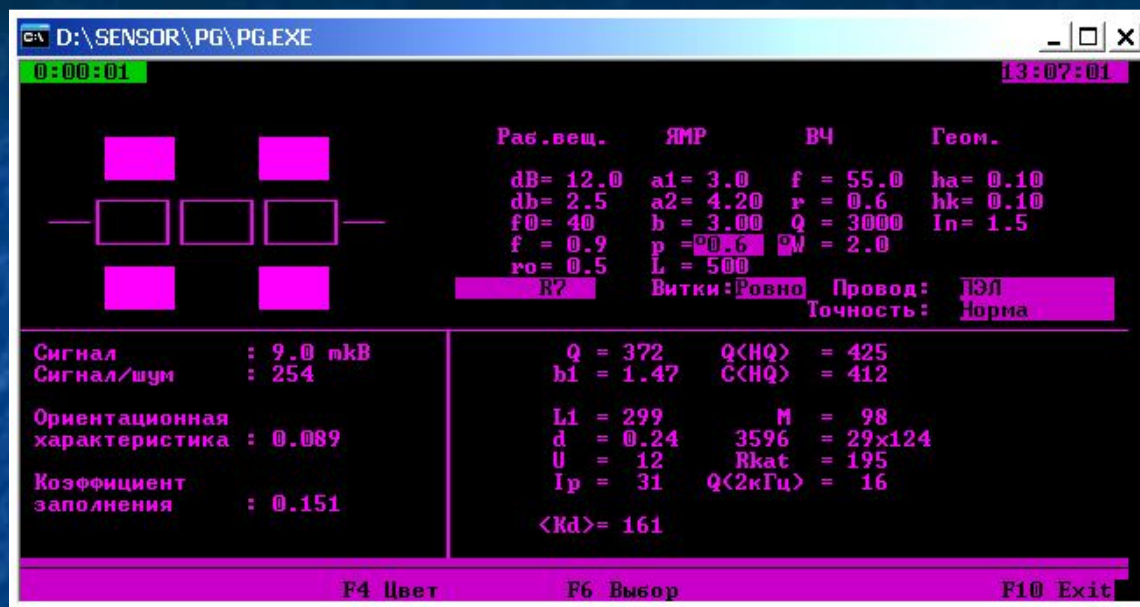 D:\SENSOR\PG\PG.EXE
0:00:01 13:07:01
Раб.вещ. ЯМР ВЧ Геом.
dB= 12.0 a1= 3.0 f = 55.0 ha= 0.10
db= 2.5 a2= 4.20 r = 0.6 hk= 0.10
f0= 40 b = 3.00 Q = 3000 In= 1.5
f = 0.9 p =°0.6 °W = 2.0
ro= 0.5 L = 500
R7 Витки:Ровно Провод: ПЭЛ
Точность: Норма
Сигнал : 9.0 mkB
Сигнал/шум : 254
Ориентационная
характеристика : 0.089
Коэффициент
заполнения : 0.151
Q = 372 Q(HQ) = 425
b1 = 1.47 C(HQ) = 412
L1 = 299 M = 98
d = 0.24 3596 = 29x124
U = 12 Rkat = 195
Ip = 31 Q(2кГц) = 16
<Kd>= 161
F4 Цвет F6 Выбор F10 Exit